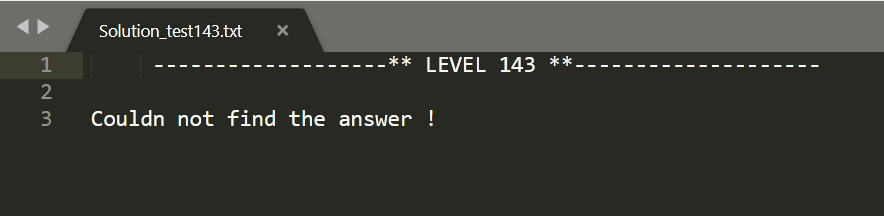 Solution_test143.txt ×
1 -------------------** LEVEL 143 **--------------------
2
3 Couldn not find the answer !